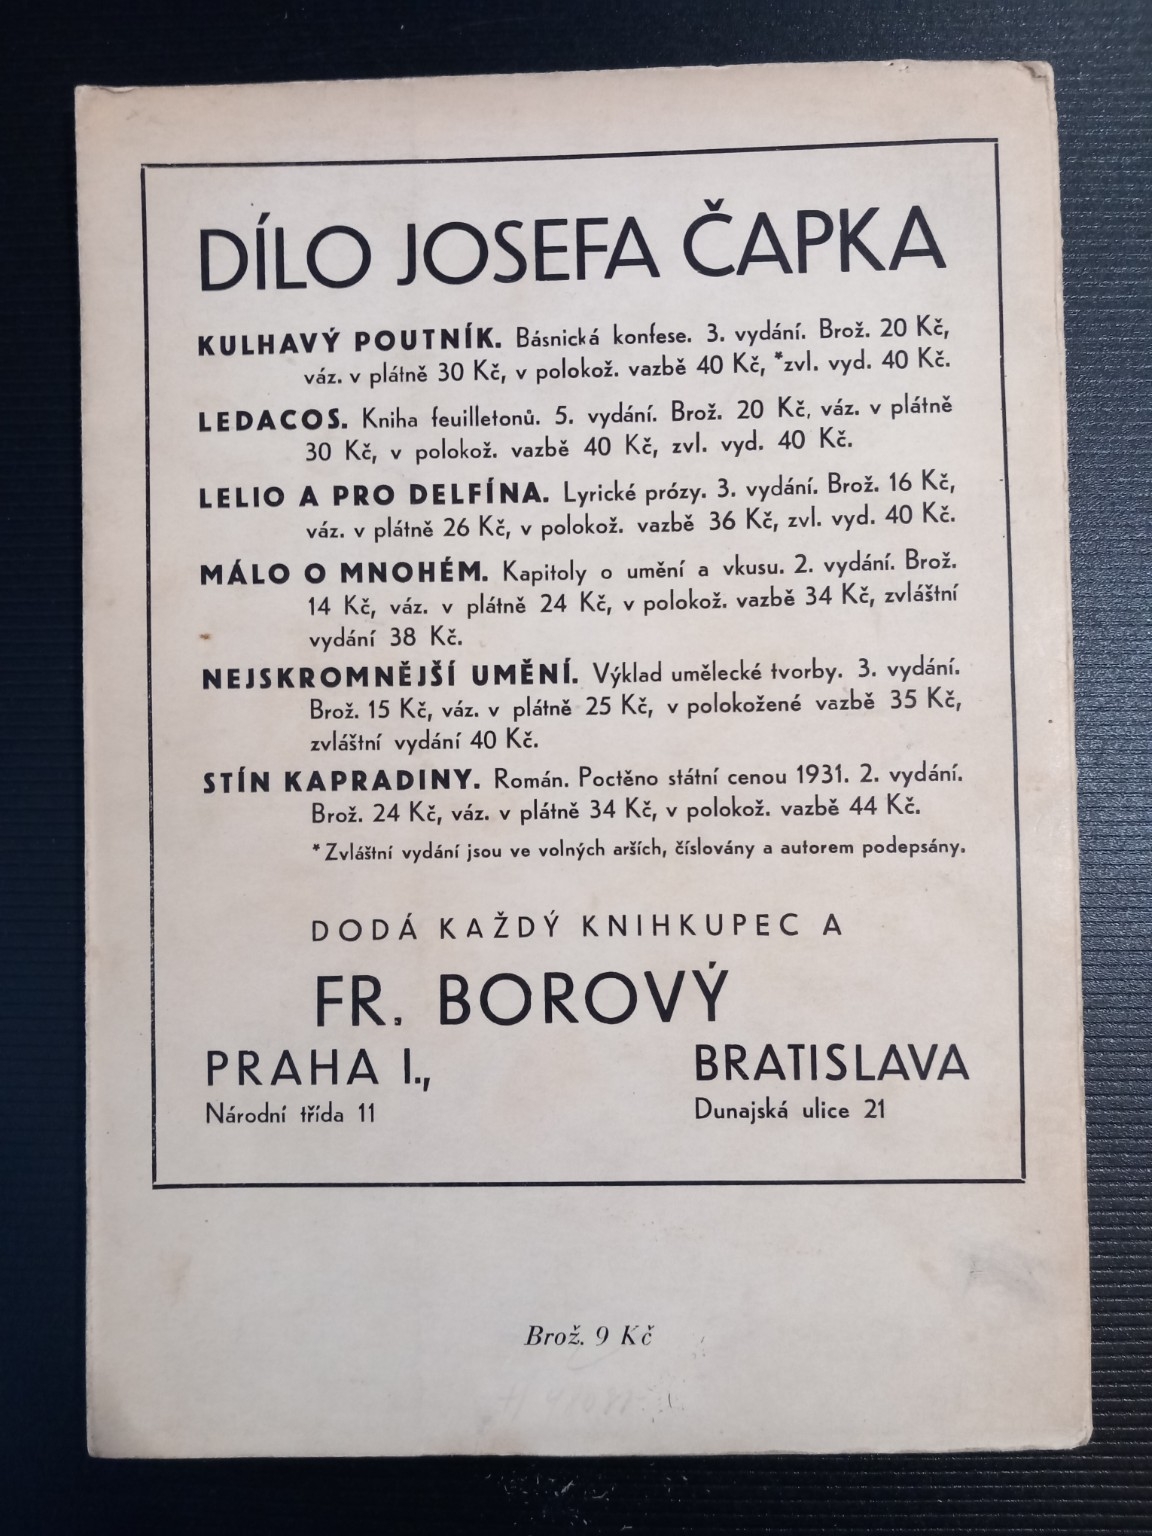 DÍLO JOSEFA ČAPKA
KULHAVÝ POUTNÍK. Básnická konfese. 3. vydání. Brož. 20 Kč,
váz. v plátně 30 Kč, v polokož. vazbě 40 Kč, *zvl. vyd. 40 Kč.
LEDACOS. Kniha feuilletonů. 5. vydání. Brož. 20 Kč, váz. v plátně
30 Kč, v polokož. vazbě 40 Kč, zvl. vyd. 40 Kč.
LELIO A PRO DELFÍNA. Lyrické prózy. 3. vydání. Brož. 16 Kč,
váz. v plátně 26 Kč, v polokož. vazbě 36 Kč, zvl. vyd. 40 Kč.
MÁLO O MNOHÉM. Kapitoly o umění a vkusu. 2. vydání. Brož.
14 Kč, váz. v plátně 24 Kč, v polokož. vazbě 34 Kč, zvláštní
vydání 38 Kč.
NEJSKROMNĚJŠÍ UMĚNÍ. Výklad umělecké tvorby. 3. vydání.
Brož. 15 Kč, váz. v plátně 25 Kč, v polokožené vazbě 35 Kč,
zvláštní vydání 40 Kč.
STÍN KAPRADINY. Román. Poctěno státní cenou 1931. 2. vydání.
Brož. 24 Kč, váz. v plátně 34 Kč, v polokož. vazbě 44 Kč.
*Zvláštní vydání jsou ve volných arších, číslovány a autorem podepsány.
DODÁ KAŽDÝ KNIHKUPEC A
FR. BOROVÝ
PRAHA I.,
Národní třída 11
BRATISLAVA
Dunajská ulice 21
Brož. 9 Kč